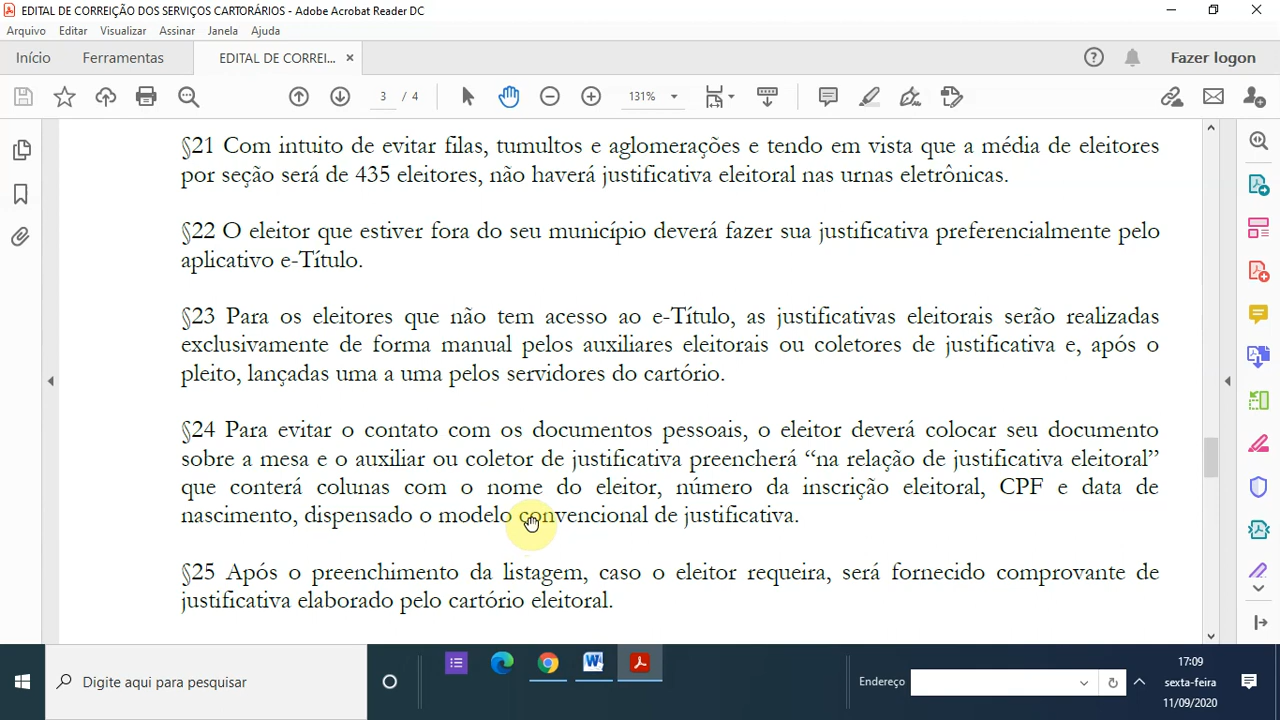 EDITAL DE CORREIÇÃO DOS SERVIÇOS CARTORÁRIOS - Adobe Acrobat Reader DC
Arquivo Editar Visualizar Assinar Janela Ajuda
Início Ferramentas EDITAL DE CORREI... × Fazer logon
3 / 4 131%
§21 Com intuito de evitar filas, tumultos e aglomerações e tendo em vista que a média de eleitores
por seção será de 435 eleitores, não haverá justificativa eleitoral nas urnas eletrônicas.
§22 O eleitor que estiver fora do seu município deverá fazer sua justificativa preferencialmente pelo
aplicativo e-Título.
§23 Para os eleitores que não tem acesso ao e-Título, as justificativas eleitorais serão realizadas
exclusivamente de forma manual pelos auxiliares eleitorais ou coletores de justificativa e, após o
pleito, lançadas uma a uma pelos servidores do cartório.
§24 Para evitar o contato com os documentos pessoais, o eleitor deverá colocar seu documento
sobre a mesa e o auxiliar ou coletor de justificativa preencherá “na relação de justificativa eleitoral”
que conterá colunas com o nome do eleitor, número da inscrição eleitoral, CPF e data de
nascimento, dispensado o modelo convencional de justificativa.
§25 Após o preenchimento da listagem, caso o eleitor requeira, será fornecido comprovante de
justificativa elaborado pelo cartório eleitoral.
Digite aqui para pesquisar
Endereço
17:09
sexta-feira
11/09/2020